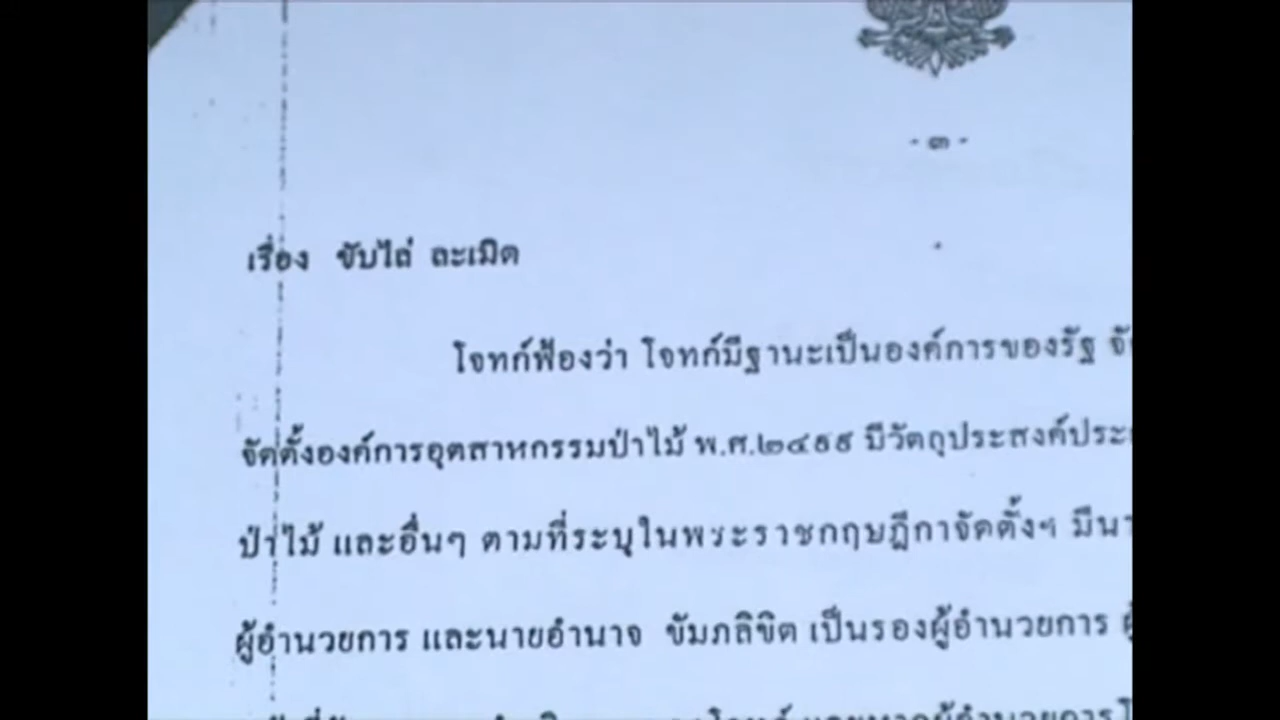 - ๓ -
เรื่อง ขับไล่ ละเมิด
โจทก์ฟ้องว่า โจทก์มีฐานะเป็นองค์การของรัฐ
จัดตั้งองค์การอุตสาหกรรมป่าไม้ พ.ศ.๒๔๙๙ มีวัตถุประสงค์
ป่าไม้ และอื่นๆ ตามที่ระบุในพระราชกฤษฎีกาจัดตั้งฯ
ผู้อำนวยการ และนายอำนาจ ขัมภลิขิต เป็นรองผู้อำนวยการ